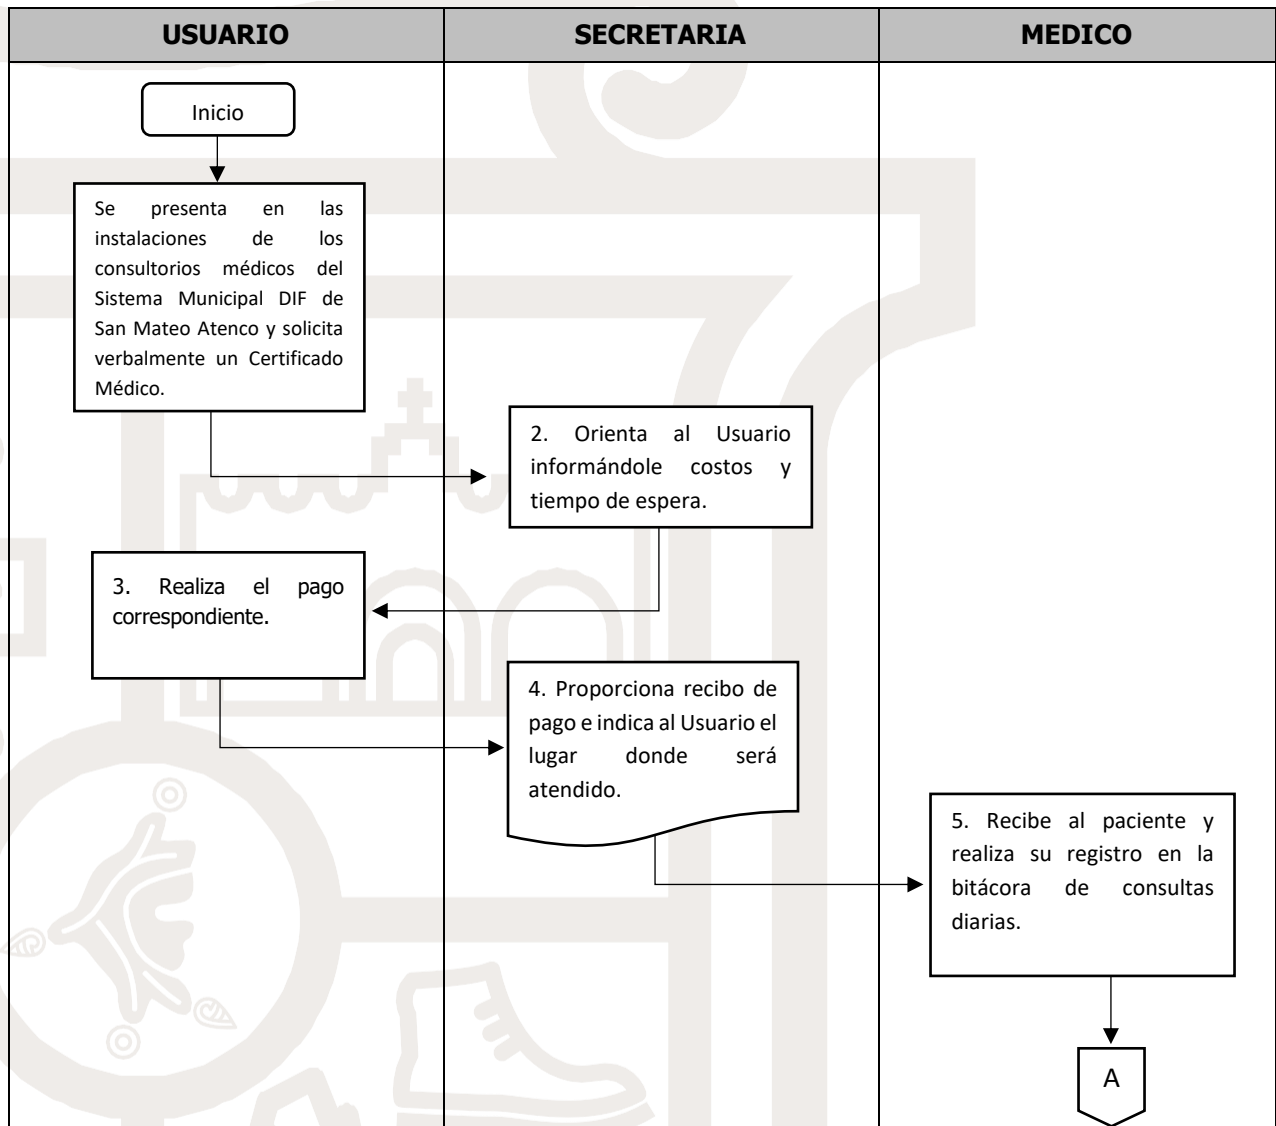 USUARIO
SECRETARIA
MEDICO
Inicio
Se presenta en las
instalaciones de los
consultorios médicos del
Sistema Municipal DIF de
San Mateo Atenco y solicita
verbalmente un Certificado
Médico.
2. Orienta al Usuario
informándole costos y
tiempo de espera.
3. Realiza el pago
correspondiente.
4. Proporciona recibo de
pago e indica al Usuario el
lugar donde será
atendido.
5. Recibe al paciente y
realiza su registro en la
bitácora de consultas
diarias.
A